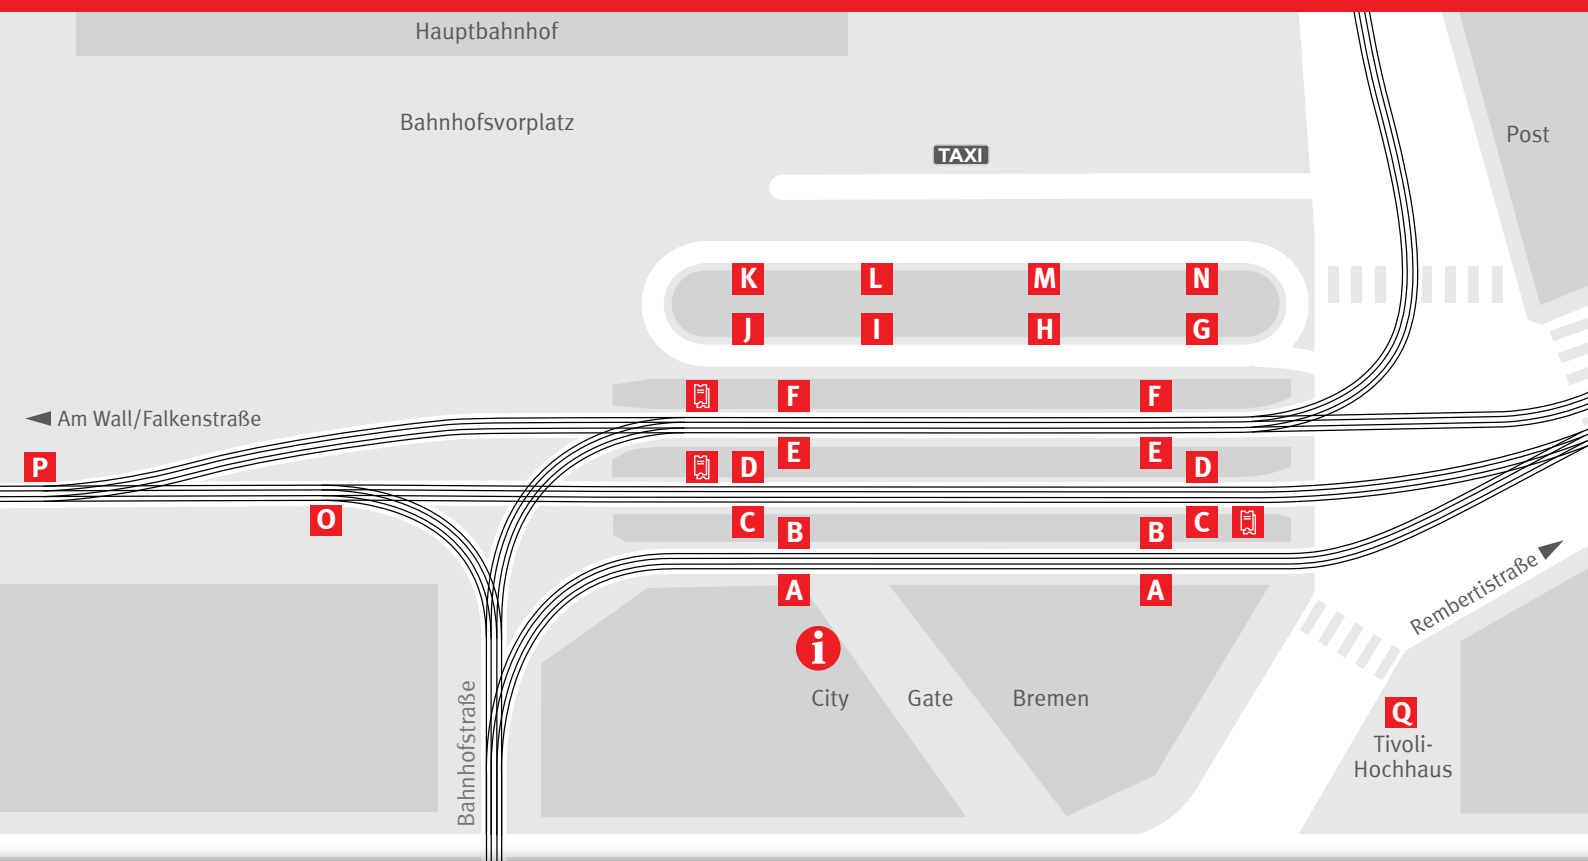 Hauptbahnhof
Bahnhofsvorplatz
Post
TAXI
K L M N
J I H G
F F
Am Wall/Falkenstraße
E E
P D D
O C C
B B
A A
Rembertistraße
i
City Gate Bremen
Bahnhofstraße
Q
Tivoli-
Hochhaus